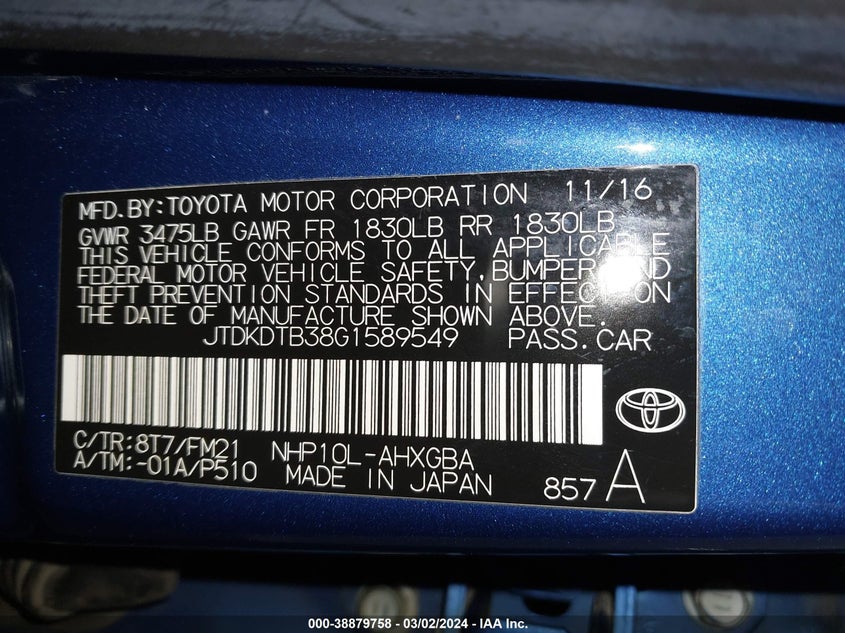 MFD.BY:TOYOTA MOTOR CORPORATION 11/16
GVWR 3475LB GAWR FR 1830LB RR 1830LB
THIS VEHICLE CONFORMS TO ALL APPLICABLE
FEDERAL MOTOR VEHICLE SAFETY,BUMPER,AND
THEFT PREVENTION STANDARDS IN EFFECT ON
THE DATE OF MANUFACTURE SHOWN ABOVE.
JTDKDTB38G1589549 PASS.CAR
C/TR:8T7/FM21 NHP10L-AHXGBA
A/TM:-01A/P510 MADE IN JAPAN 857A
000-38879758 - 03/02/2024 - IAA Inc.